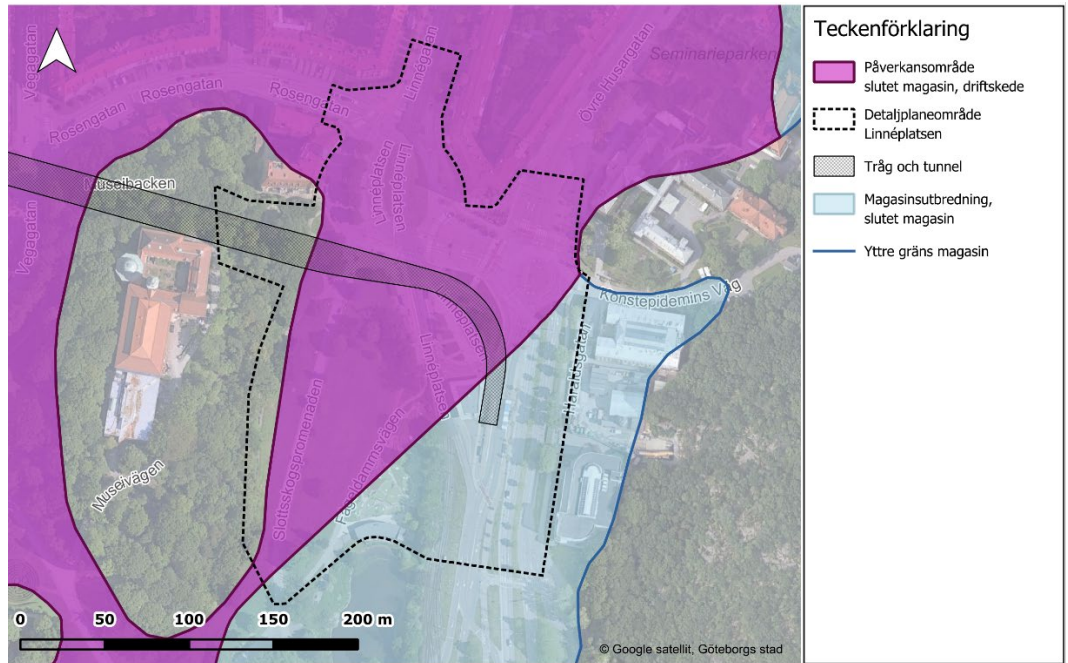 Vegagatan
Rosengatan
Rosengatan
Rosengatan
Linnégatan
Övre Husargatan
Seminarieparken
Linnéplatsen
Linnéplatsen
Museibacken
Vegagatan
Linnéplatsen
Linnéplatsen
Konstepidemins Väg
Haraldsgatan
Museivägen
Slottsskogspromenaden
Fågeldammsvägen
0 50 100 150 200 m
© Google satellit, Göteborgs stad
Teckenförklaring
Påverkansområde
slutet magasin, driftskede
Detaljplaneområde
Linnéplatsen
Tråg och tunnel
Magasinsutbredning,
slutet magasin
Yttre gräns magasin